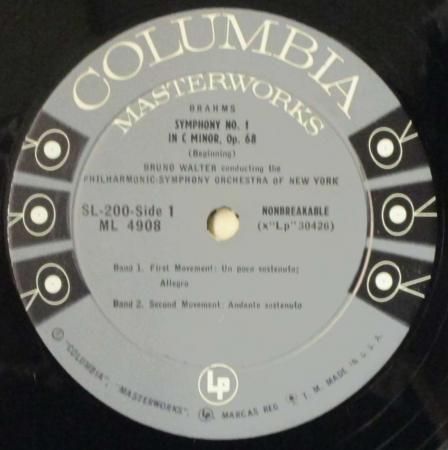 COLUMBIA
MASTERWORKS
BRAHMS
SYMPHONY NO. 1
IN C MINOR, Op. 68
(Beginning)
BRUNO WALTER conducting the
PHILHARMONIC-SYMPHONY ORCHESTRA OF NEW YORK
SL-200-Side 1
ML 4908
NONBREAKABLE
(x"Lp"30426)
Band 1. First Movement: Un poco sostenuto;
Allegro
Band 2. Second Movement: Andante sostenuto
LP
"COLUMBIA", "MASTERWORKS", LP MARCAS REG. T. M. MADE IN U.S.A.